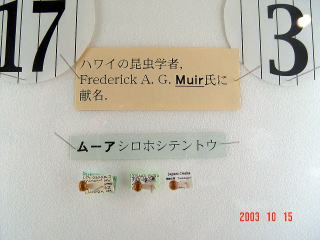 17
3
ハワイの昆虫学者,
Frederick A. G. Muir氏に
献名.
ムーアシロホシテントウ
2003 10 15